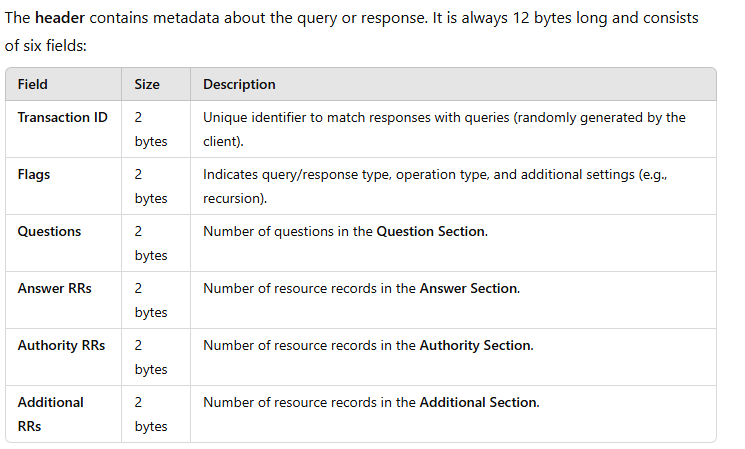 The header contains metadata about the query or response. It is always 12 bytes long and consists
of six fields:
Field Size Description
Transaction ID 2 Unique identifier to match responses with queries (randomly generated by the
bytes client).
Flags 2 Indicates query/response type, operation type, and additional settings (e.g.,
bytes recursion).
Questions 2 Number of questions in the Question Section.
bytes
Answer RRs 2 Number of resource records in the Answer Section.
bytes
Authority RRs 2 Number of resource records in the Authority Section.
bytes
Additional 2 Number of resource records in the Additional Section.
RRs bytes